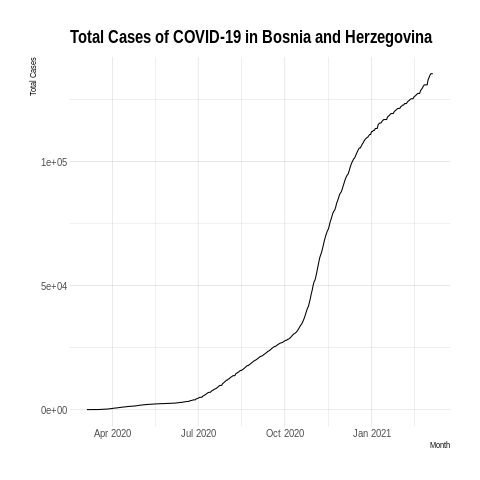 Total Cases of COVID-19 in Bosnia and Herzegovina
Total Cases
1e+05
5e+04
0e+00
Apr 2020 Jul 2020 Oct 2020 Jan 2021
Month